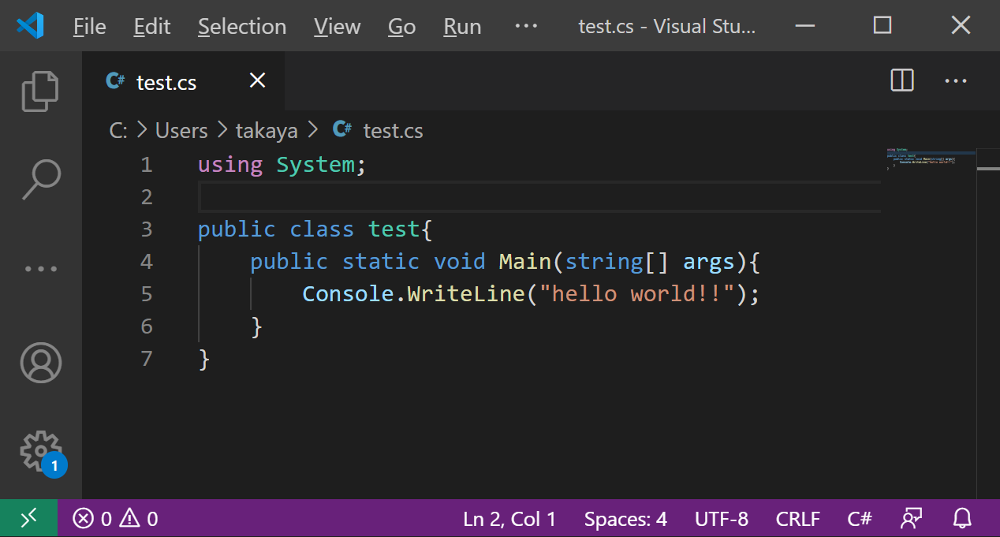 File Edit Selection View Go Run ··· test.cs - Visual Stu...
C# test.cs
C: > Users > takaya > C# test.cs
1 using System;
2
3 public class test{
4     public static void Main(string[] args){
5         Console.WriteLine("hello world!!");
6     }
7 }
1
0 0 Ln 2, Col 1 Spaces: 4 UTF-8 CRLF C#